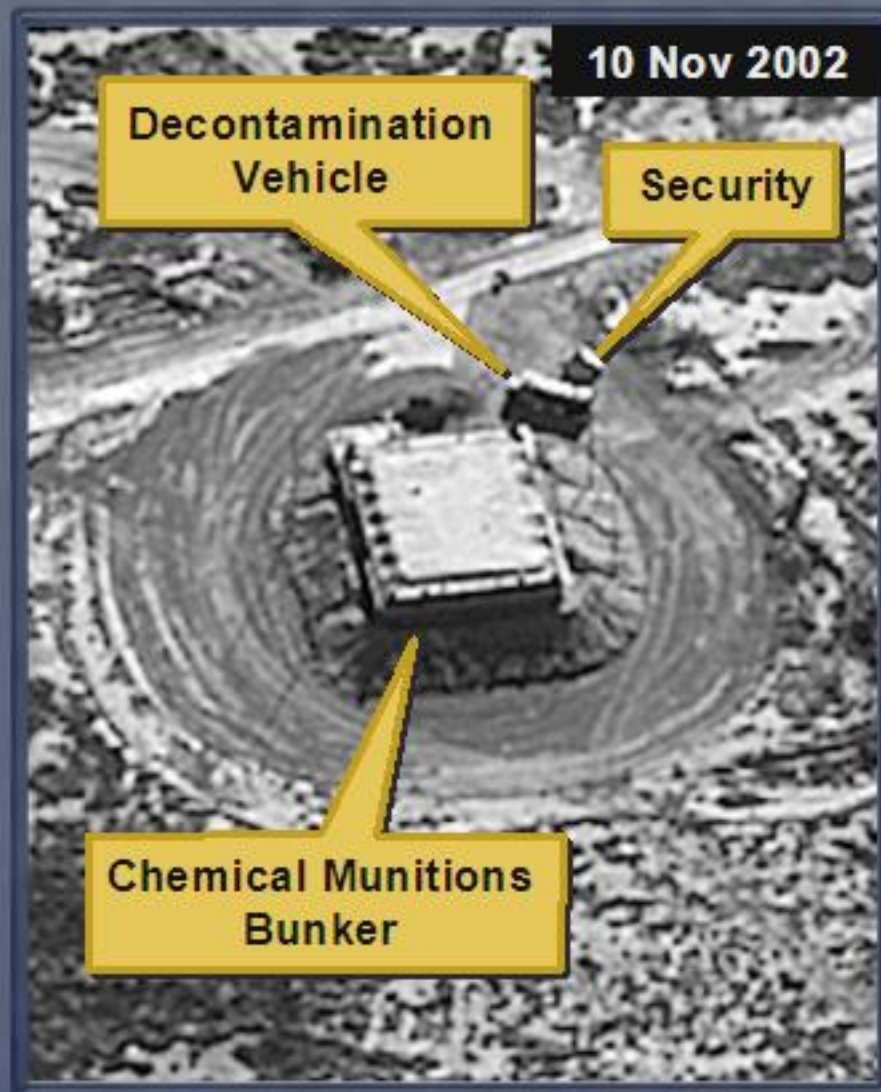 10 Nov 2002
Decontamination
Vehicle
Security
Chemical Munitions
Bunker